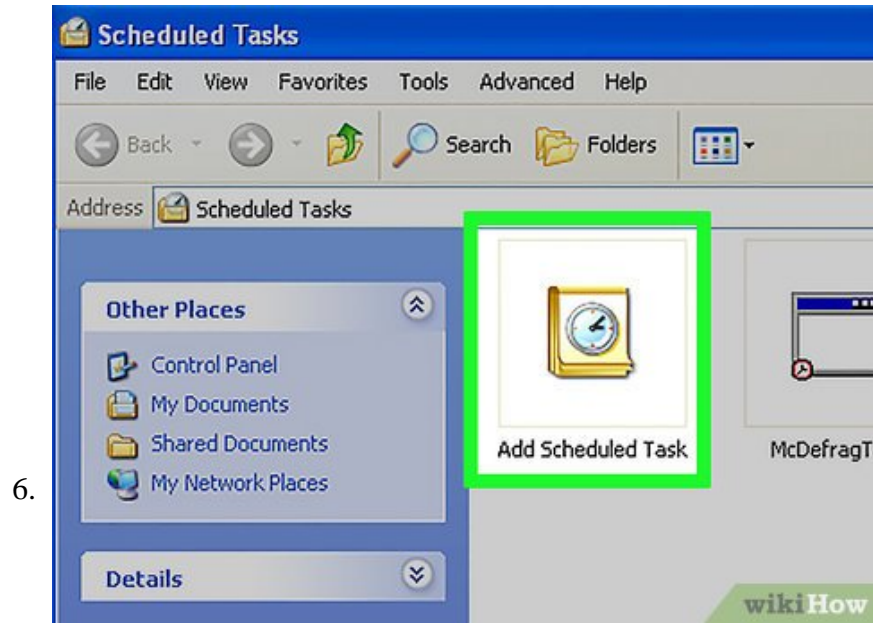 Scheduled Tasks
File Edit View Favorites Tools Advanced Help
Back Search Folders
Address Scheduled Tasks
Other Places
Control Panel
My Documents
Shared Documents
My Network Places
Details
Add Scheduled Task
McDefragT
6.
wikiHow